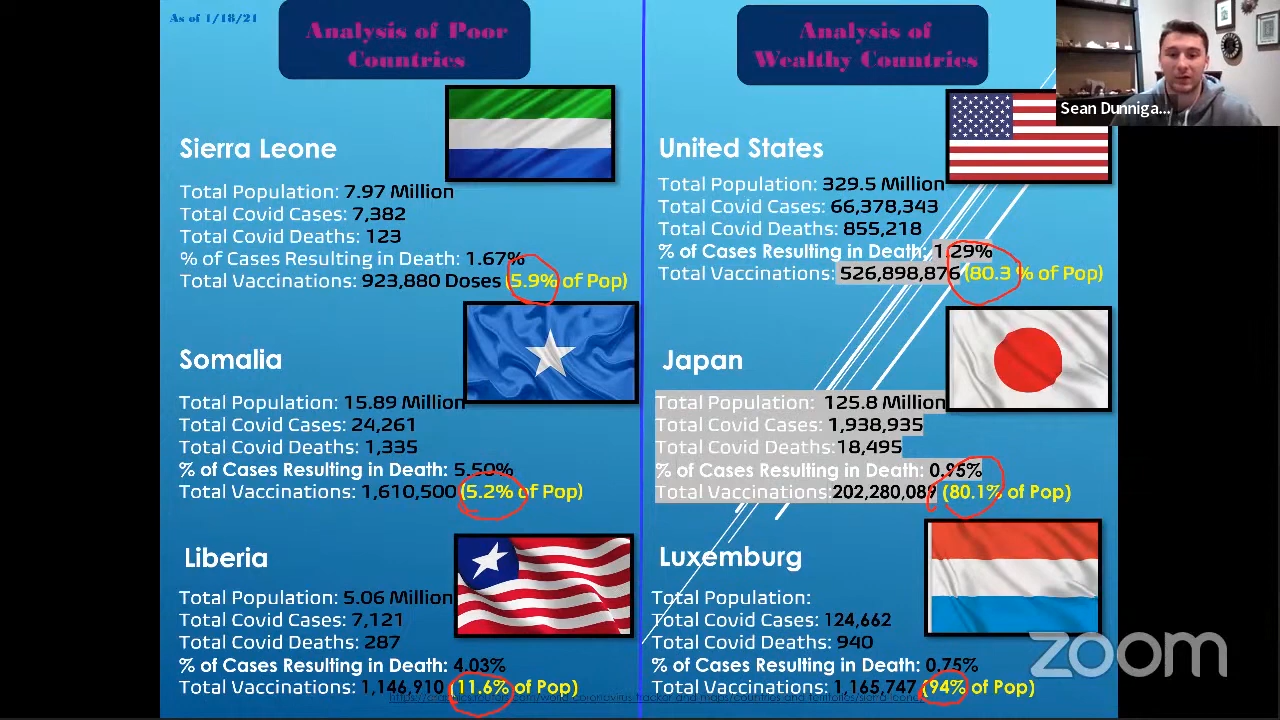 As of 1/18/21
Analysis of Poor
Countries
Sierra Leone
Total Population: 7.97 Million
Total Covid Cases: 7,382
Total Covid Deaths: 123
% of Cases Resulting in Death: 1.67%
Total Vaccinations: 923,880 Doses (5.9% of Pop)
Somalia
Total Population: 15.89 Million
Total Covid Cases: 24,261
Total Covid Deaths: 1,335
% of Cases Resulting in Death: 5.50%
Total Vaccinations: 1,610,500 (5.2% of Pop)
Liberia
Total Population: 5.06 Million
Total Covid Cases: 7,121
Total Covid Deaths: 287
% of Cases Resulting in Death: 4.03%
Total Vaccinations: 1,146,910 (11.6% of Pop)
Analysis of
Wealthy Countries
Sean Dunniga...
United States
Total Population: 329.5 Million
Total Covid Cases: 66,378,343
Total Covid Deaths: 855,218
% of Cases Resulting in Death: 1.29%
Total Vaccinations: 526,898,876 (80.3 % of Pop)
Japan
Total Population: 125.8 Million
Total Covid Cases: 1,938,935
Total Covid Deaths:18,495
% of Cases Resulting in Death: 0.95%
Total Vaccinations:202,280,089 (80.1% of Pop)
Luxemburg
Total Population:
Total Covid Cases: 124,662
Total Covid Deaths: 940
% of Cases Resulting in Death: 0.75%
Total Vaccinations: 1,165,747 (94% of Pop)
zoom